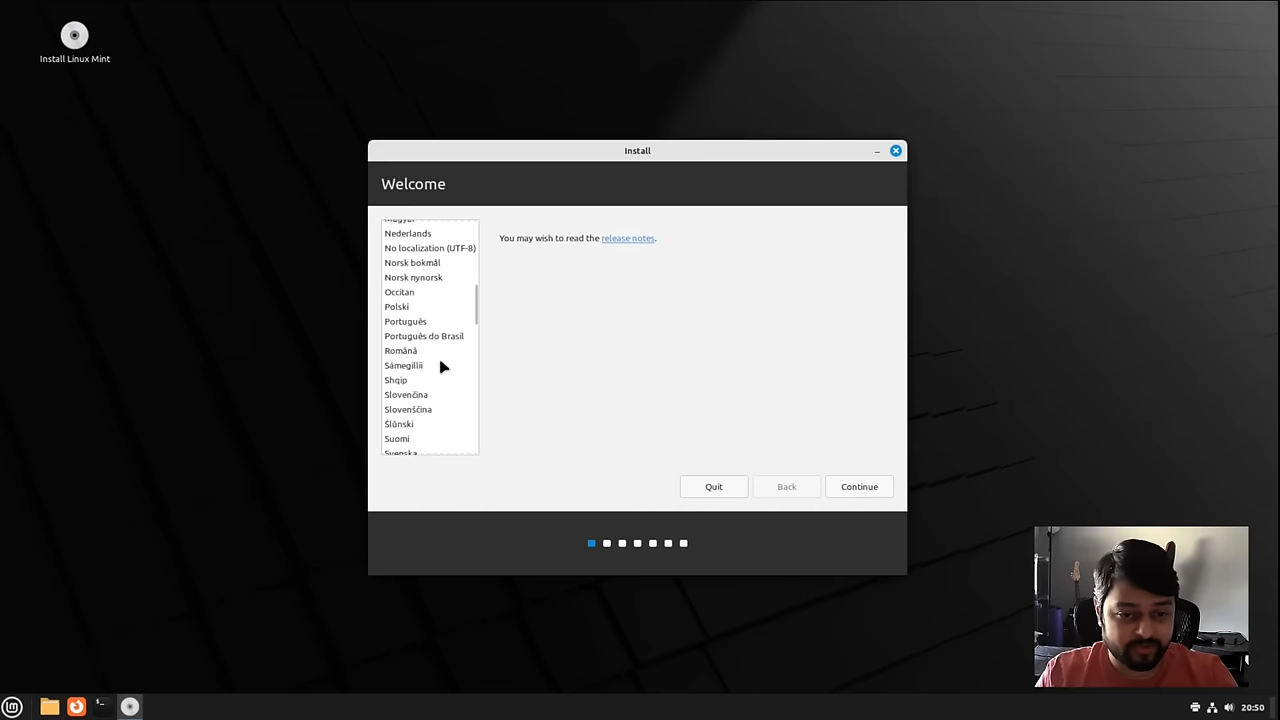 Install Linux Mint
Install
Welcome
Magyar
Nederlands
No localization (UTF-8)
Norsk bokmål
Norsk nynorsk
Occitan
Polski
Português
Português do Brasil
Română
Sámegillii
Shqip
Slovenčina
Slovenščina
Ślůnski
Suomi
Svenska
You may wish to read the release notes.
Quit
Back
Continue
20:50